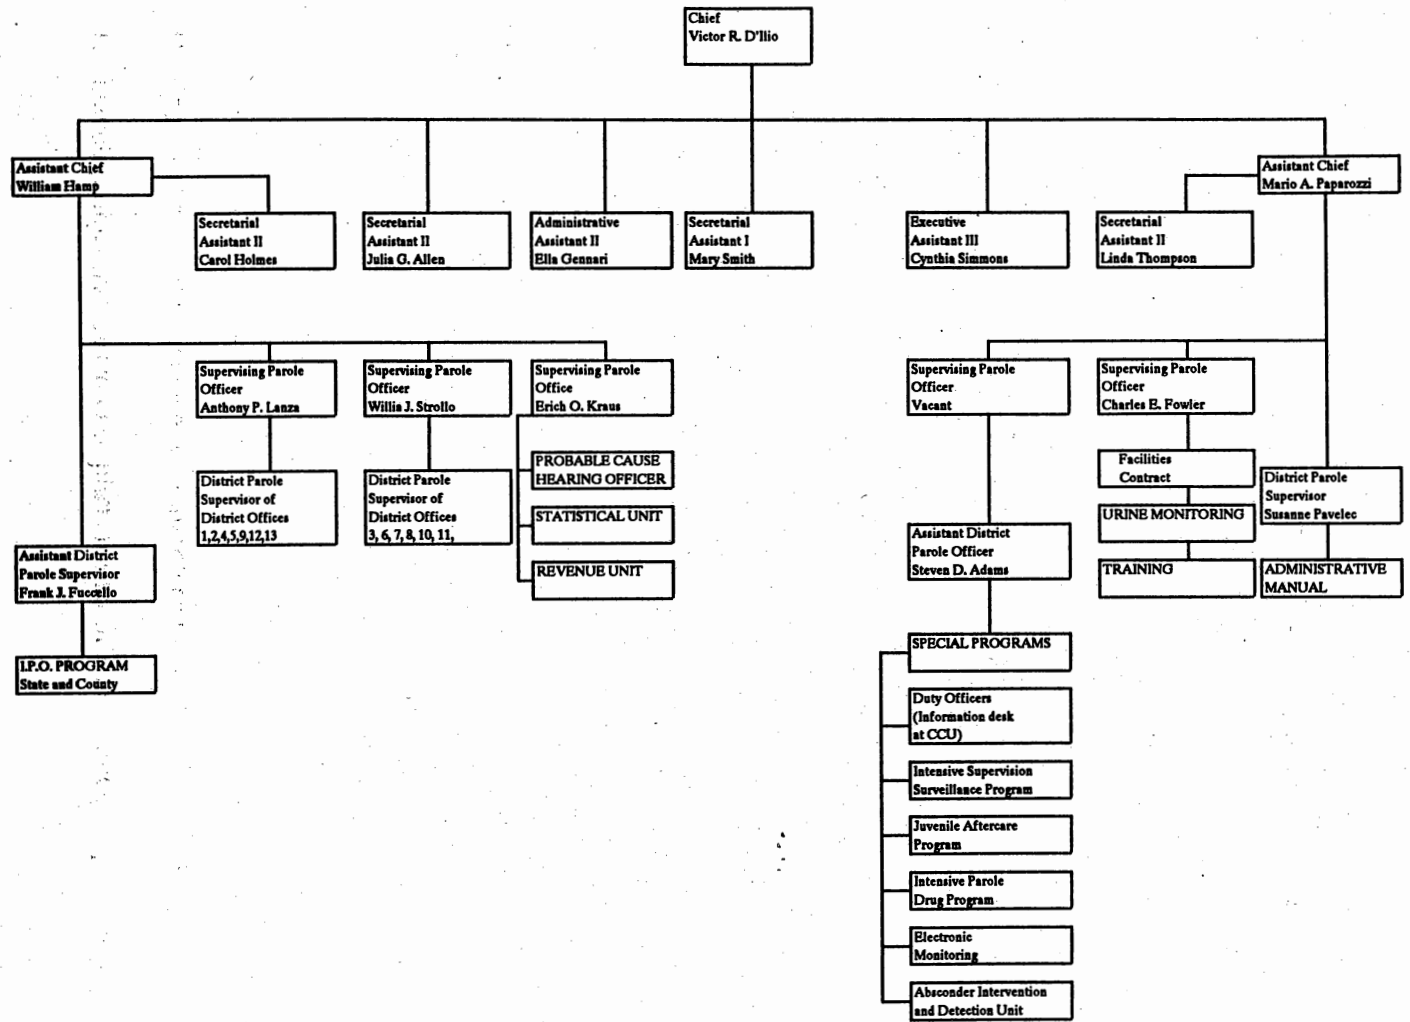 Chief
Victor R. D'Ilio
Assistant Chief
William Hamp
Assistant Chief
Mario A. Paparozzi
Secretarial
Assistant II
Carol Holmes
Secretarial
Assistant II
Julia G. Allen
Administrative
Assistant II
Ella Gennari
Secretarial
Assistant I
Mary Smith
Executive
Assistant III
Cynthia Simmons
Secretarial
Assistant II
Linda Thompson
Supervising Parole
Officer
Anthony P. Lanza
Supervising Parole
Officer
Willis J. Strollo
Supervising Parole
Office
Erich O. Kraus
Supervising Parole
Officer
Vacant
Supervising Parole
Officer
Charles E. Fowler
District Parole
Supervisor of
District Offices
1,2,4,5,9,12,13
District Parole
Supervisor of
District Offices
3, 6, 7, 8, 10, 11,
PROBABLE CAUSE
HEARING OFFICER
STATISTICAL UNIT
REVENUE UNIT
Facilities
Contract
URINE MONITORING
TRAINING
District Parole
Supervisor
Susanne Pavelec
ADMINISTRATIVE
MANUAL
Assistant District
Parole Supervisor
Frank J. Fuccello
I.P.O. PROGRAM
State and County
Assistant District
Parole Officer
Steven D. Adams
SPECIAL PROGRAMS
Duty Officers
(Information desk
at CCU)
Intensive Supervision
Surveillance Program
Juvenile Aftercare
Program
Intensive Parole
Drug Program
Electronic
Monitoring
Absconder Intervention
and Detection Unit